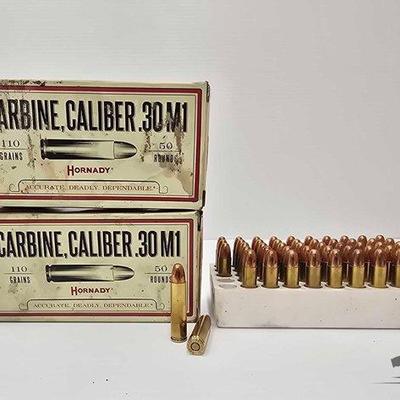 ARBINE, CALIBER .30 M1
110 GRAINS
50 ROUNDS
HORNADY
ACCURATE. DEADLY. DEPENDABLE.
CARBINE, CALIBER .30 M1
110 GRAINS
50 ROUNDS
HORNADY
ACCURATE. DEADLY. DEPENDABLE.